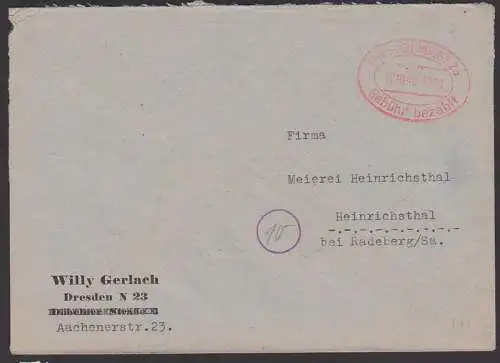 Gebühr bezahlt
Firma
Meierei Heinrichsthal
Heinrichsthal
-.-.-.-.-.-.-.-.-
bei Radeberg/Sa.
10
Willy Gerlach
Dresden N 23
Aachenerstr.23.